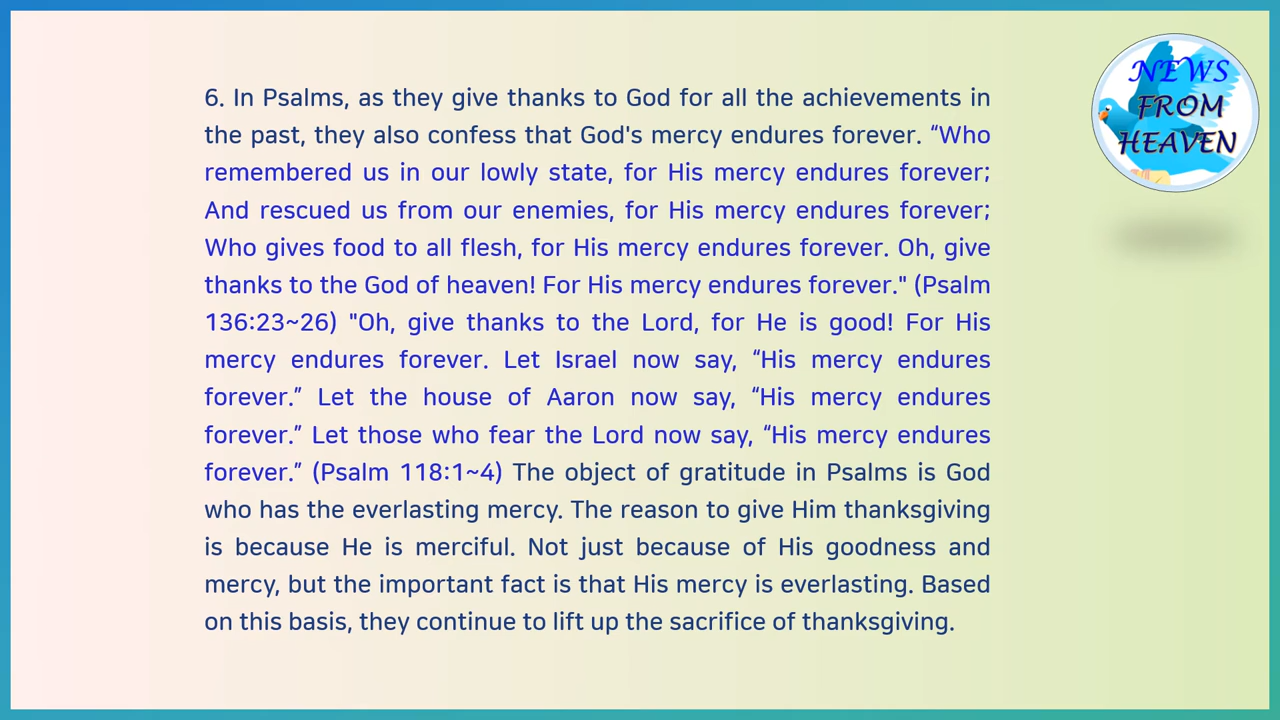 6. In Psalms, as they give thanks to God for all the achievements in
the past, they also confess that God's mercy endures forever. “Who
remembered us in our lowly state, for His mercy endures forever;
And rescued us from our enemies, for His mercy endures forever;
Who gives food to all flesh, for His mercy endures forever. Oh, give
thanks to the God of heaven! For His mercy endures forever." (Psalm
136:23~26) "Oh, give thanks to the Lord, for He is good! For His
mercy endures forever. Let Israel now say, “His mercy endures
forever.” Let the house of Aaron now say, “His mercy endures
forever.” Let those who fear the Lord now say, “His mercy endures
forever.” (Psalm 118:1~4) The object of gratitude in Psalms is God
who has the everlasting mercy. The reason to give Him thanksgiving
is because He is merciful. Not just because of His goodness and
mercy, but the important fact is that His mercy is everlasting. Based
on this basis, they continue to lift up the sacrifice of thanksgiving.
NEWS
FROM
HEAVEN